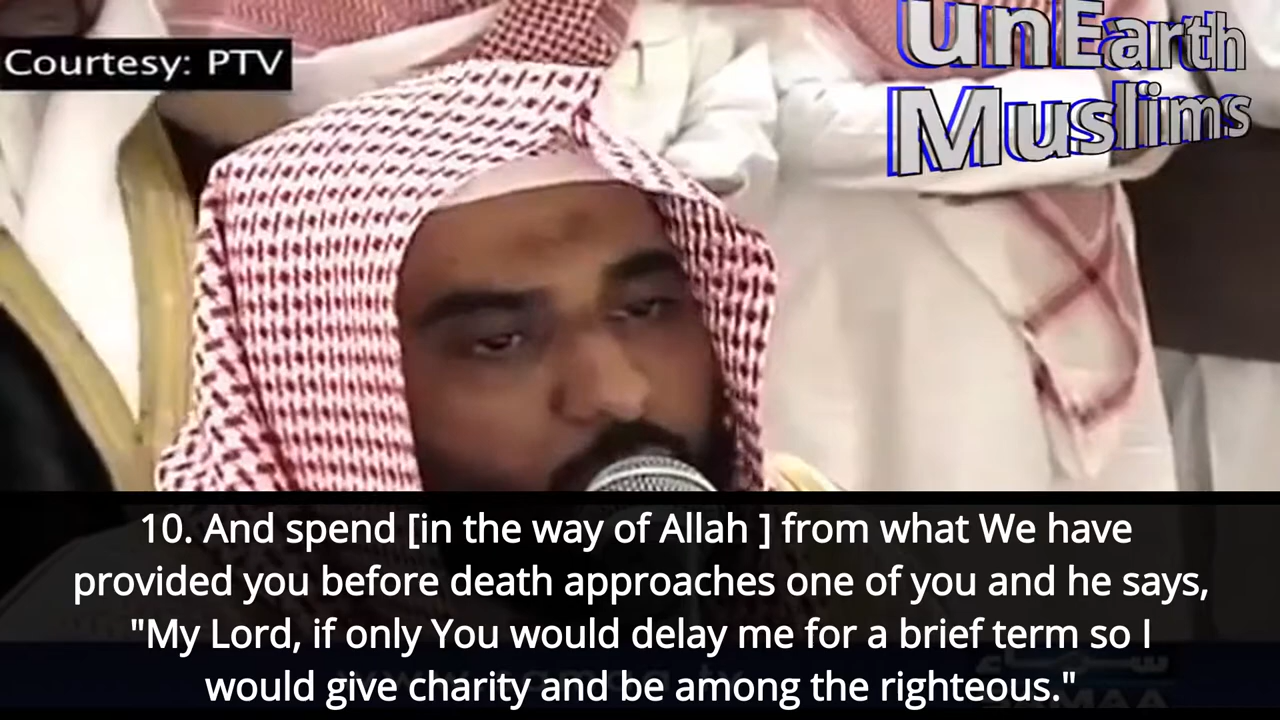 Courtesy: PTV
unEarth
Muslims
10. And spend [in the way of Allah ] from what We have
provided you before death approaches one of you and he says,
"My Lord, if only You would delay me for a brief term so I
would give charity and be among the righteous."